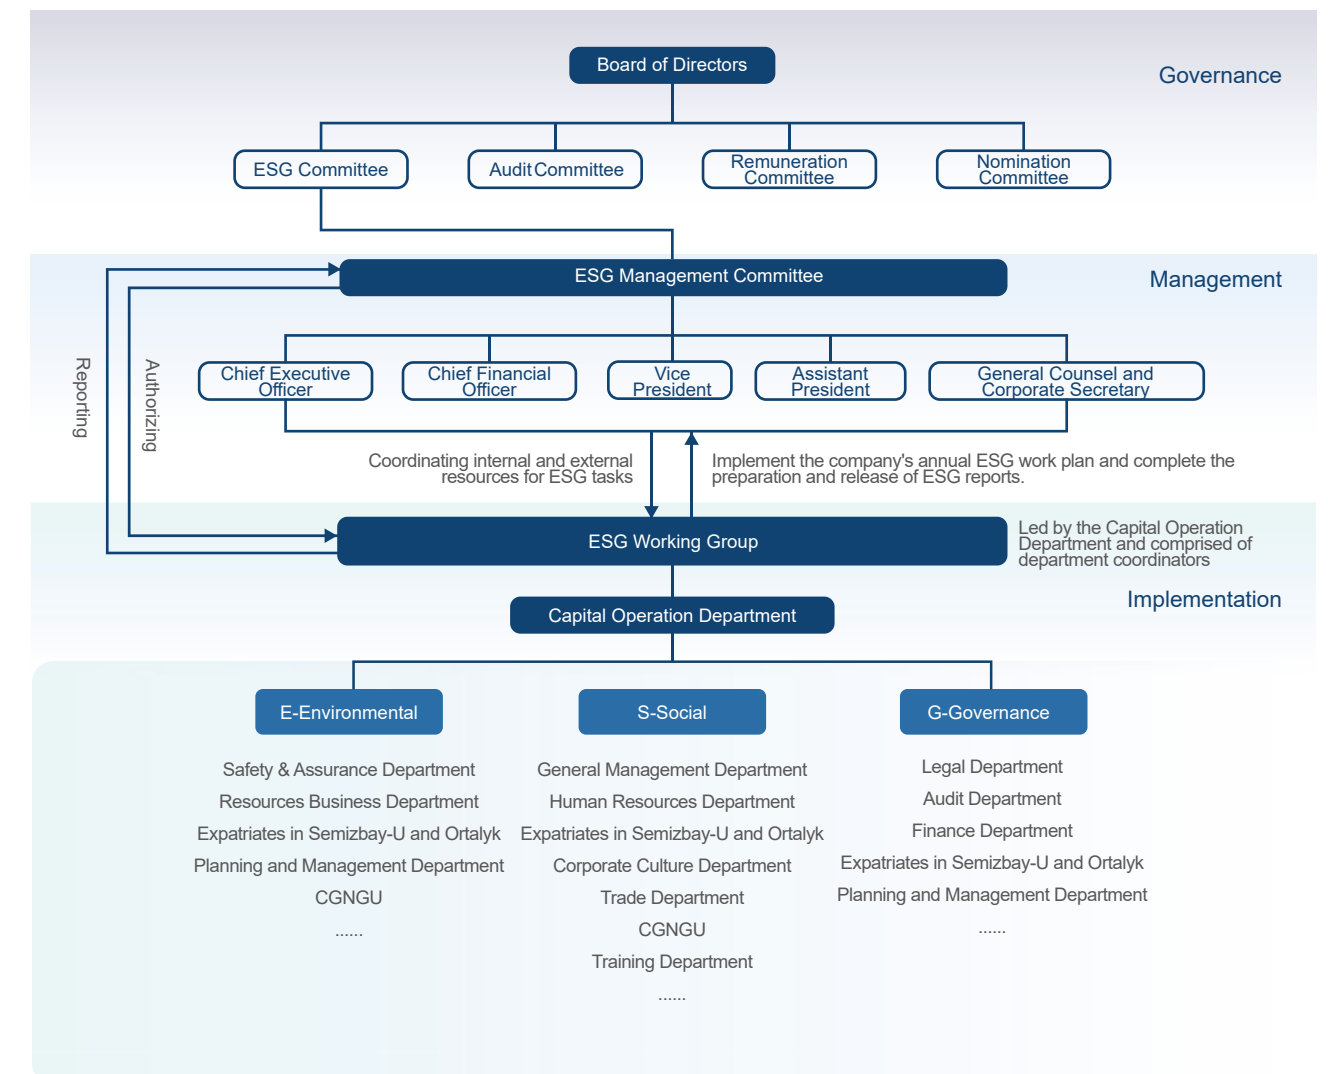 Board of Directors
Governance
ESG Committee
Audit Committee
Remuneration
Committee
Nomination
Committee
ESG Management Committee
Management
Reporting
Authorizing
Chief Executive
Officer
Chief Financial
Officer
Vice
President
Assistant
President
General Counsel and
Corporate Secretary
Coordinating internal and external
resources for ESG tasks
Implement the company's annual ESG work plan and complete the
preparation and release of ESG reports.
ESG Working Group
Led by the Capital Operation
Department and comprised of
department coordinators
Implementation
Capital Operation Department
E-Environmental
Safety & Assurance Department
Resources Business Department
Expatriates in Semizbay-U and Ortalyk
Planning and Management Department
CGNGU
......
S-Social
General Management Department
Human Resources Department
Expatriates in Semizbay-U and Ortalyk
Corporate Culture Department
Trade Department
CGNGU
Training Department
......
G-Governance
Legal Department
Audit Department
Finance Department
Expatriates in Semizbay-U and Ortalyk
Planning and Management Department
......